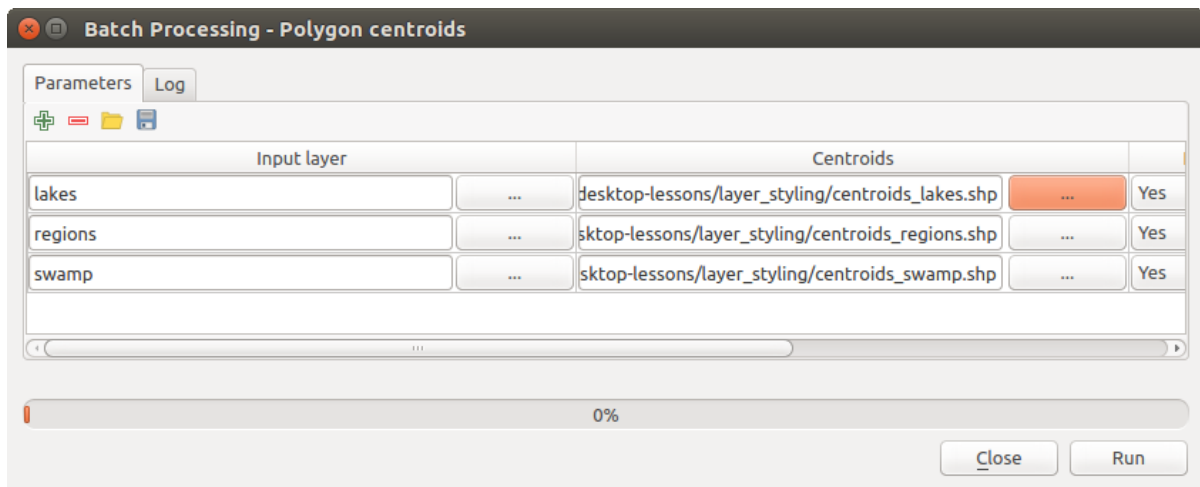 Batch Processing - Polygon centroids
Parameters Log
Input layer Centroids
lakes ... desktop-lessons/layer_styling/centroids_lakes.shp ... Yes
regions ... sktop-lessons/layer_styling/centroids_regions.shp ... Yes
swamp ... sktop-lessons/layer_styling/centroids_swamp.shp ... Yes
0%
Close Run